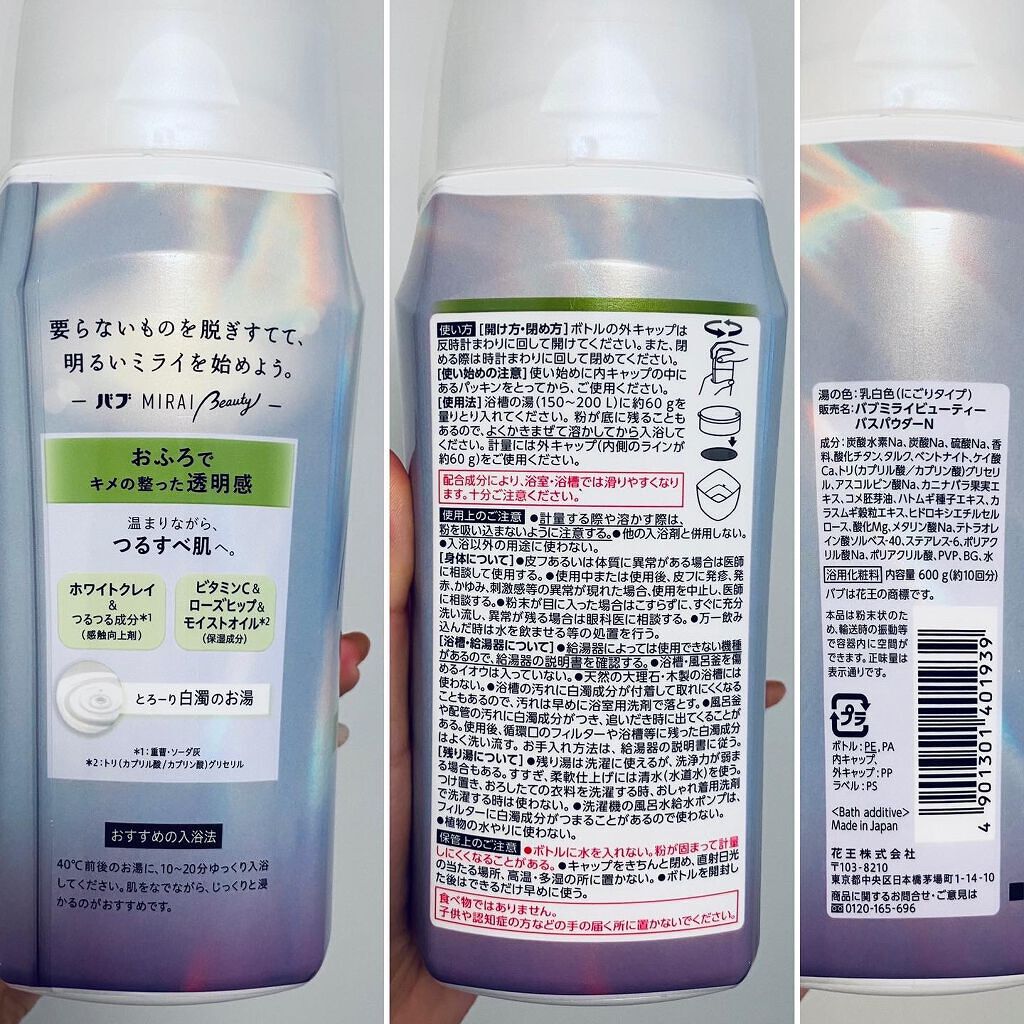 要らないものを脱ぎすてて、
明るいミライを始めよう。
バブ MIRAI Beauty
おふろで
キメの整った透明感
温まりながら、
つるすべ肌へ。
ホワイトクレイ
&
つるつる成分*1
(感触向上剤)
ビタミンC&
ローズヒップ&
モイストオイル*2
(保湿成分)
とろーり白濁のお湯
*1:重曹・ソーダ灰
*2:トリ(カプリル酸/カプリン酸)グリセリル
おすすめの入浴法
40℃前後のお湯に、10~20分ゆっくり入浴
してください。肌をなでながら、じっくりと浸
かるのがおすすめです。
使い方 [開け方・閉め方]ボトルの外キャップは
反時計まわりに回して開けてください。また、閉
める際は時計まわりに回して閉めてください。
[使い始めの注意]使い始めに内キャップの中に
あるパッキンをとってから、ご使用ください。
[使用法]浴槽の湯(150~200 L)に約60 gを
量りとり入れてください。粉が底に残ることも
あるので、よくかきまぜて溶かしてから入浴して
ください。計量には外キャップ(内側のラインが
約60 g)をご使用ください。
配合成分により、浴室・浴槽では滑りやすくなり
ます。十分ご注意ください。
使用上のご注意 ●計量する際や溶かす際は、
粉を吸い込まないように注意する。●他の入浴剤と併用しない。
●入浴以外の用途に使わない。
[身体について]●皮フあるいは体質に異常がある場合は医師
に相談して使用する。●使用中または使用後、皮フに発疹、発
赤、かゆみ、刺激感等の異常が現れた場合、使用を中止し、医師
に相談する。●粉末が目に入った場合はこすらずに、すぐに充分
洗い流し、異常が残る場合は眼科医に相談する。●万一飲み
込んだ時は水を飲ませる等の処置を行う。
[浴槽・給湯器について]●給湯器によっては使用できない機種
があるので、給湯器の説明書を確認する。●浴槽・風呂釜を傷
めるイオウは入っていない。●天然の大理石・木製の浴槽には
使わない。●浴槽の汚れに白濁成分が付着して取れにくくなる
こともあるので、汚れは早めに浴室用洗剤で落とす。●風呂釜
や配管の汚れに白濁成分がつき、追いだき時に出てくることが
ある。使用後、循環口のフィルターや浴槽等に残った白濁成分
はよく洗い流す。お手入れ方法は、給湯器の説明書に従う。
[残り湯について]●残り湯は洗濯に使えるが、洗浄力が弱ま
る場合もある。すすぎ、柔軟仕上げには清水(水道水)を使う。
つけ置き、おろしたての衣料を洗濯する時、おしゃれ着用洗剤
で洗濯する時は使わない。●洗濯機の風呂水給水ポンプは、
フィルターに白濁成分がつまることがあるので使わない。
●植物の水やりに使わない。
保管上のご注意 ●ボトルに水を入れない。粉が固まって計量
しにくくなることがある。●キャップをきちんと閉め、直射日光
の当たる場所、高温・多湿の所に置かない。●ボトルを開封し
た後はできるだけ早めに使う。
食べ物ではありません。
子供や認知症の方などの手の届く所に置かないでください。
湯の色:乳白色(にごりタイプ)
販売名:バブミライビューティー
バスパウダーN
成分:炭酸水素Na、炭酸Na、硫酸Na、香
料、酸化チタン、タルク、ベントナイト、ケイ酸
Ca、トリ(カプリル酸/カプリン酸)グリセリ
ル、アスコルビン酸Na、カニナバラ果実エ
キス、コメ胚芽油、ハトムギ種子エキス、カ
ラスムギ穀粒エキス、ヒドロキシエチルセル
ロース、酸化Mg、メタリン酸Na、テトラオレ
イン酸ソルベス-40、ステアレス-6、ポリアク
リル酸Na、ポリアクリル酸、PVP、BG、水
浴用化粧料 内容量 600 g(約10回分)
バブは花王の商標です。
本品は粉末状のた
め、輸送時の振動等
で容器内に空間が
できます。正味量は
表示通りです。
プラ
ボトル:PE,PA
内キャップ、
外キャップ:PP
ラベル:PS
<Bath additive>
Made in Japan
4 901301 401939
花王株式会社
〒103-8210
東京都中央区日本橋茅場町1-14-10
商品に関するお問合せ・ご意見は
0120-165-696